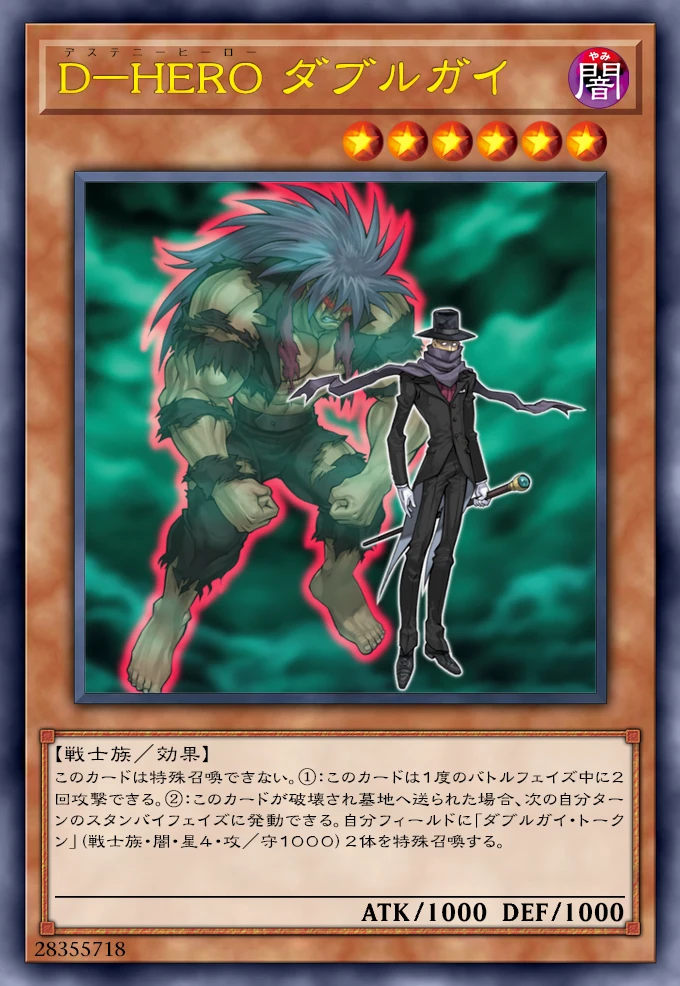 デステニーヒーロー
D－HERO ダブルガイ
やみ
闇
【戦士族／効果】
このカードは特殊召喚できない。①：このカードは１度のバトルフェイズ中に２
回攻撃できる。②：このカードが破壊され墓地へ送られた場合、次の自分ター
ンのスタンバイフェイズに発動できる。自分フィールドに「ダブルガイ・トーク
ン」（戦士族・闇・星４・攻／守１０００）２体を特殊召喚する。
ATK/1000 DEF/1000
28355718